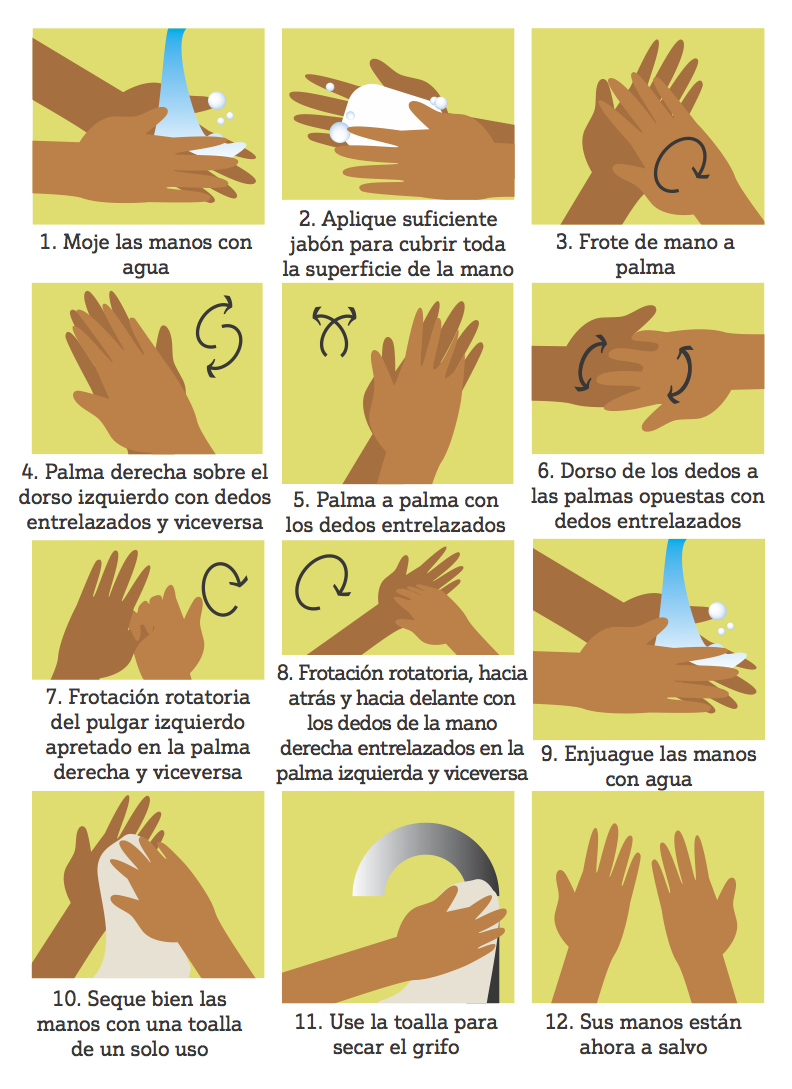 1. Moje las manos con
agua
2. Aplique suficiente
jabón para cubrir toda
la superficie de la mano
3. Frote de mano a
palma
4. Palma derecha sobre el
dorso izquierdo con dedos
entrelazados y viceversa
5. Palma a palma con
los dedos entrelazados
6. Dorso de los dedos a
las palmas opuestas con
dedos entrelazados
7. Frotación rotatoria
del pulgar izquierdo
apretado en la palma
derecha y viceversa
8. Frotación rotatoria, hacia
atrás y hacia delante con
los dedos de la mano
derecha entrelazados en la
palma izquierda y viceversa
9. Enjuague las manos
con agua
10. Seque bien las
manos con una toalla
de un solo uso
11. Use la toalla para
secar el grifo
12. Sus manos están
ahora a salvo